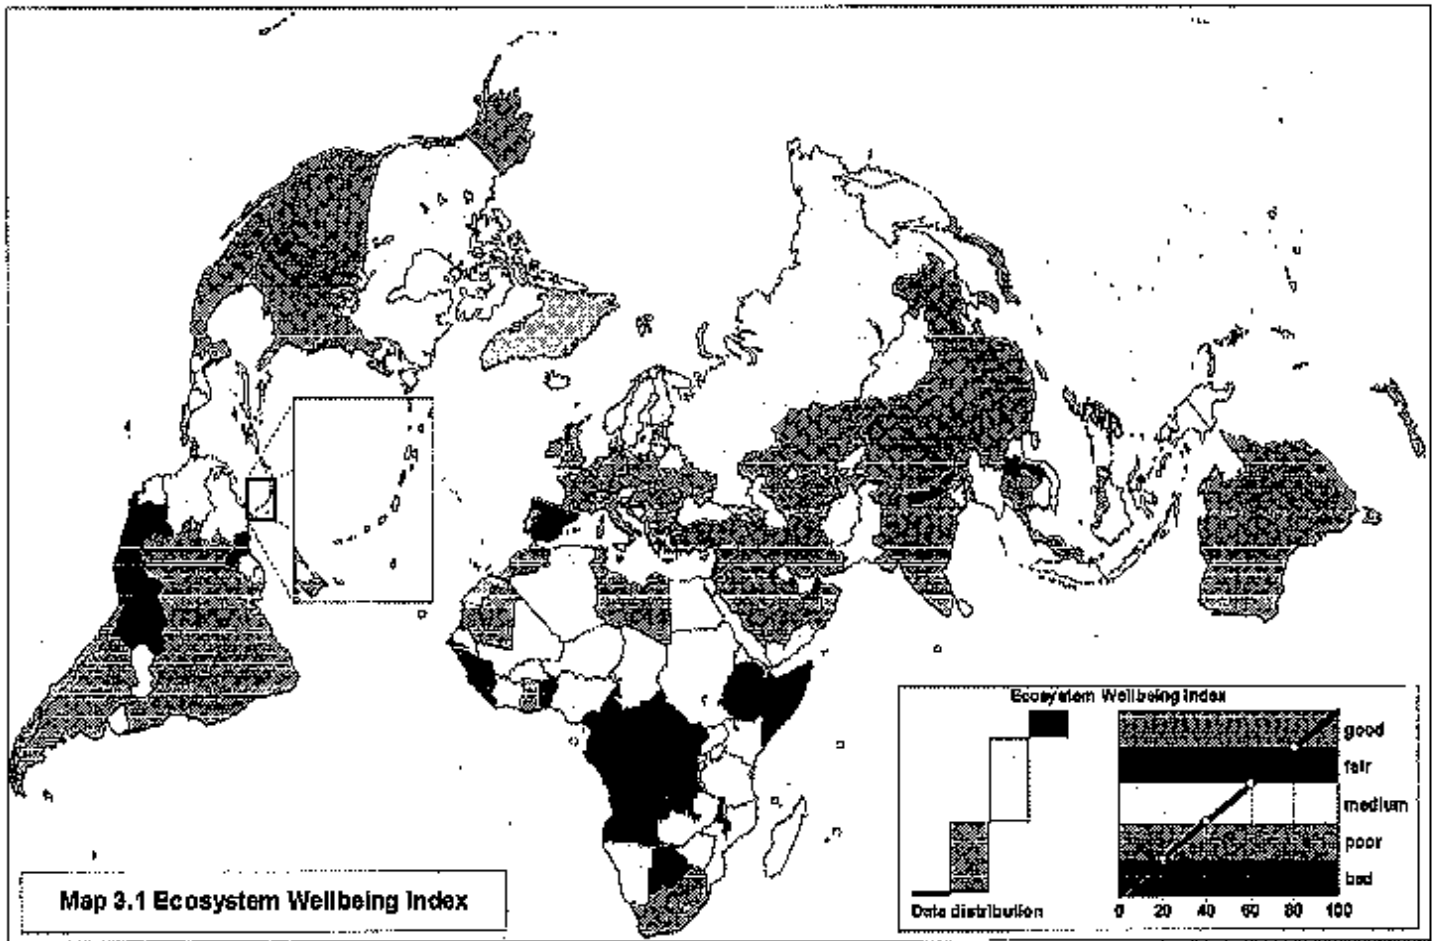 Ecosystem Wellbeing Index
good
fair
medium
poor
bad
0 20 40 60 80 100
Data distribution
Map 3.1 Ecosystem Wellbeing Index